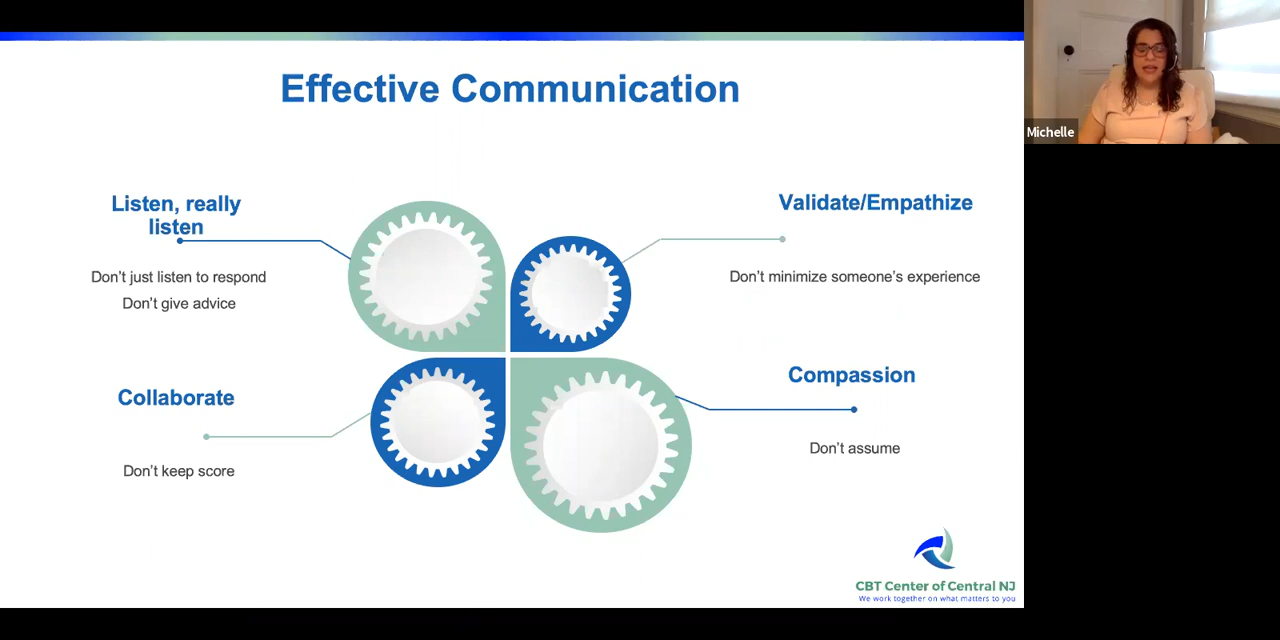 Effective Communication
Listen, really
listen
Don't just listen to respond
Don't give advice
Validate/Empathize
Don't minimize someone's experience
Collaborate
Don't keep score
Compassion
Don't assume
CBT Center of Central NJ
We work together on what matters to you
Michelle